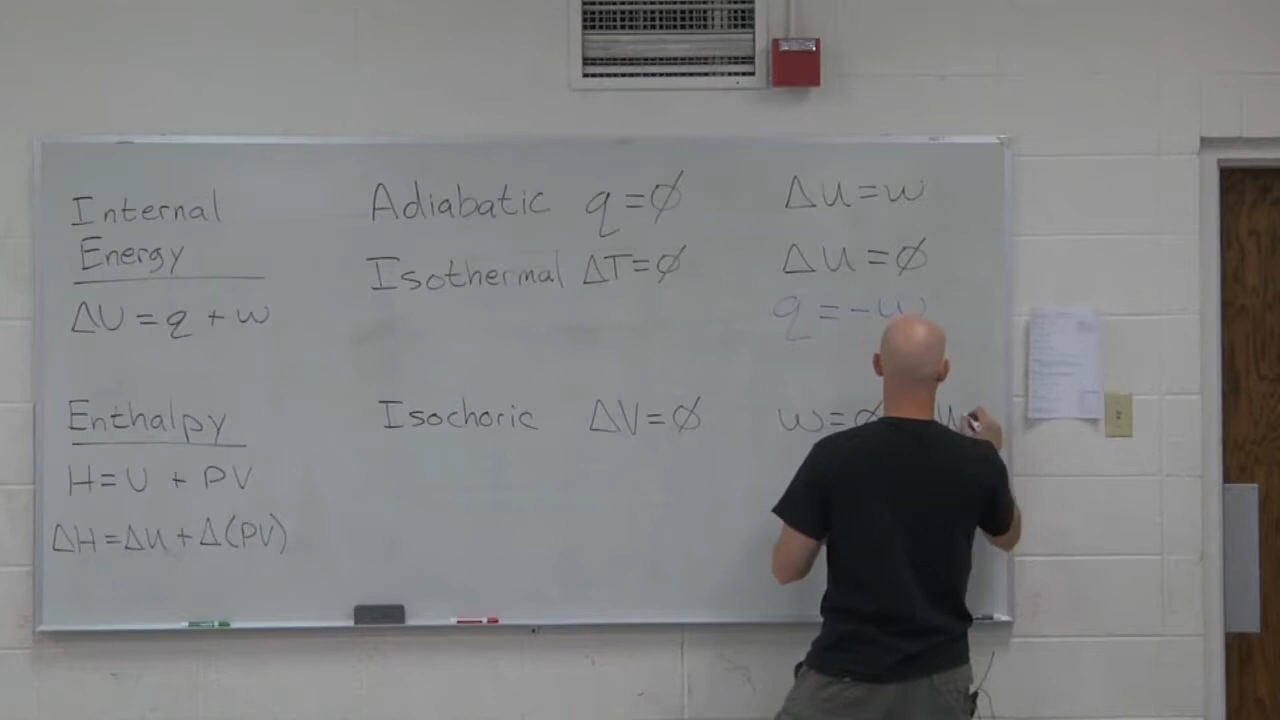 Internal
Energy
ΔU = q + w
Enthalpy
H = U + PV
ΔH = ΔU + Δ(PV)
Adiabatic q = ∅ ΔU = w
Isothermal ΔT = ∅ ΔU = ∅
q = -w
Isochoric ΔV = ∅ w = ∅